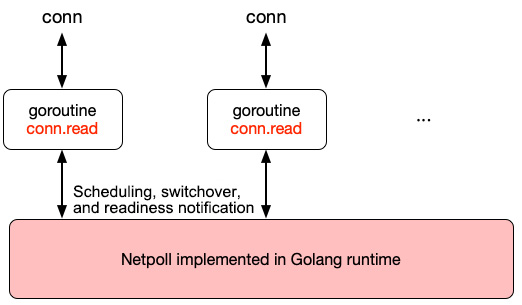 conn
conn
goroutine
conn.read
goroutine
conn.read
...
Scheduling, switchover,
and readiness notification
Netpoll implemented in Golang runtime